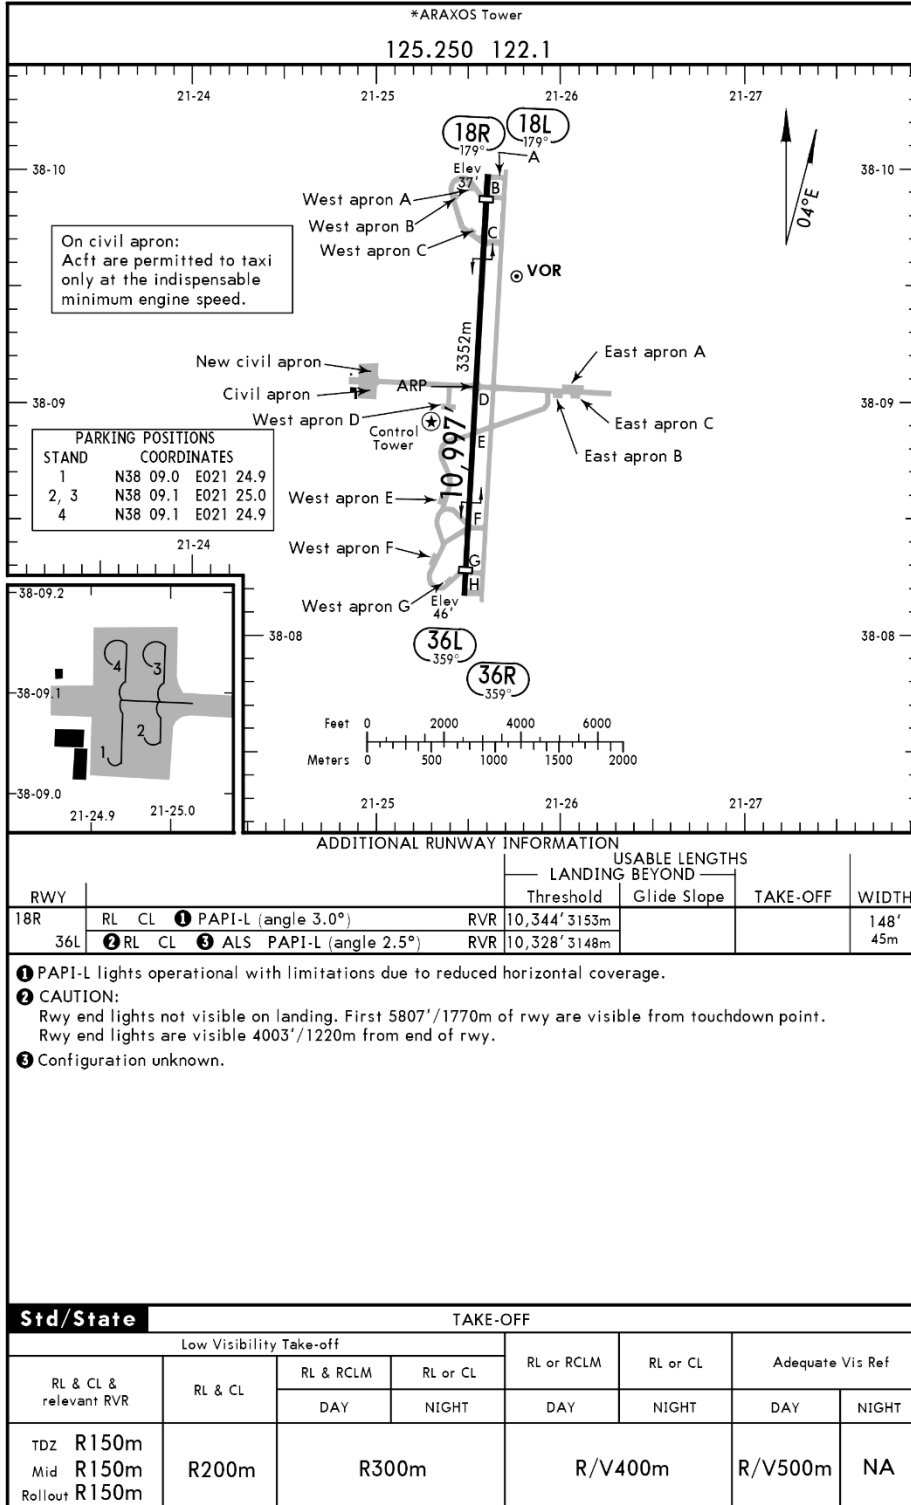 *ARAXOS Tower
125.250 122.1
21-24 21-25 21-26 21-27
18R
179°
18L
179°
A
04°E
38-10
38-10
Elev
37'
B
West apron A
West apron B
C
West apron C
On civil apron:
Acft are permitted to taxi
only at the indispensable
minimum engine speed.
VOR
3352m
New civil apron
East apron A
ARP
Civil apron
D
38-09
38-09
West apron D
Control
Tower
10,997'
East apron C
E
East apron B
PARKING POSITIONS
STAND COORDINATES
1 N38 09.0 E021 24.9
2, 3 N38 09.1 E021 25.0
4 N38 09.1 E021 24.9
West apron E
F
21-24
West apron F
G
H
West apron G
Elev
46'
38-09.2
38-08
38-08
36L
359°
36R
359°
4
3
38-09.1
2
1
38-09.0
21-24.9 21-25.0
Feet 0 2000 4000 6000
Meters 0 500 1000 1500 2000
21-25 21-26 21-27
ADDITIONAL RUNWAY INFORMATION
USABLE LENGTHS
LANDING BEYOND
RWY Threshold Glide Slope TAKE-OFF WIDTH
18R RL CL ❶ PAPI-L (angle 3.0°) RVR 10,344' 3153m 148'
36L ❷ RL CL ❸ ALS PAPI-L (angle 2.5°) RVR 10,328' 3148m 45m
❶ PAPI-L lights operational with limitations due to reduced horizontal coverage.
❷ CAUTION:
Rwy end lights not visible on landing. First 5807'/1770m of rwy are visible from touchdown point.
Rwy end lights are visible 4003'/1220m from end of rwy.
❸ Configuration unknown.
Std/State TAKE-OFF
Low Visibility Take-off
RL & CL &
relevant RVR
RL & CL
RL & RCLM
RL or CL
RL or RCLM
RL or CL
Adequate Vis Ref
DAY NIGHT DAY NIGHT DAY NIGHT
TDZ R150m
Mid R150m
Rollout R150m
R200m R300m R/V400m R/V500m NA